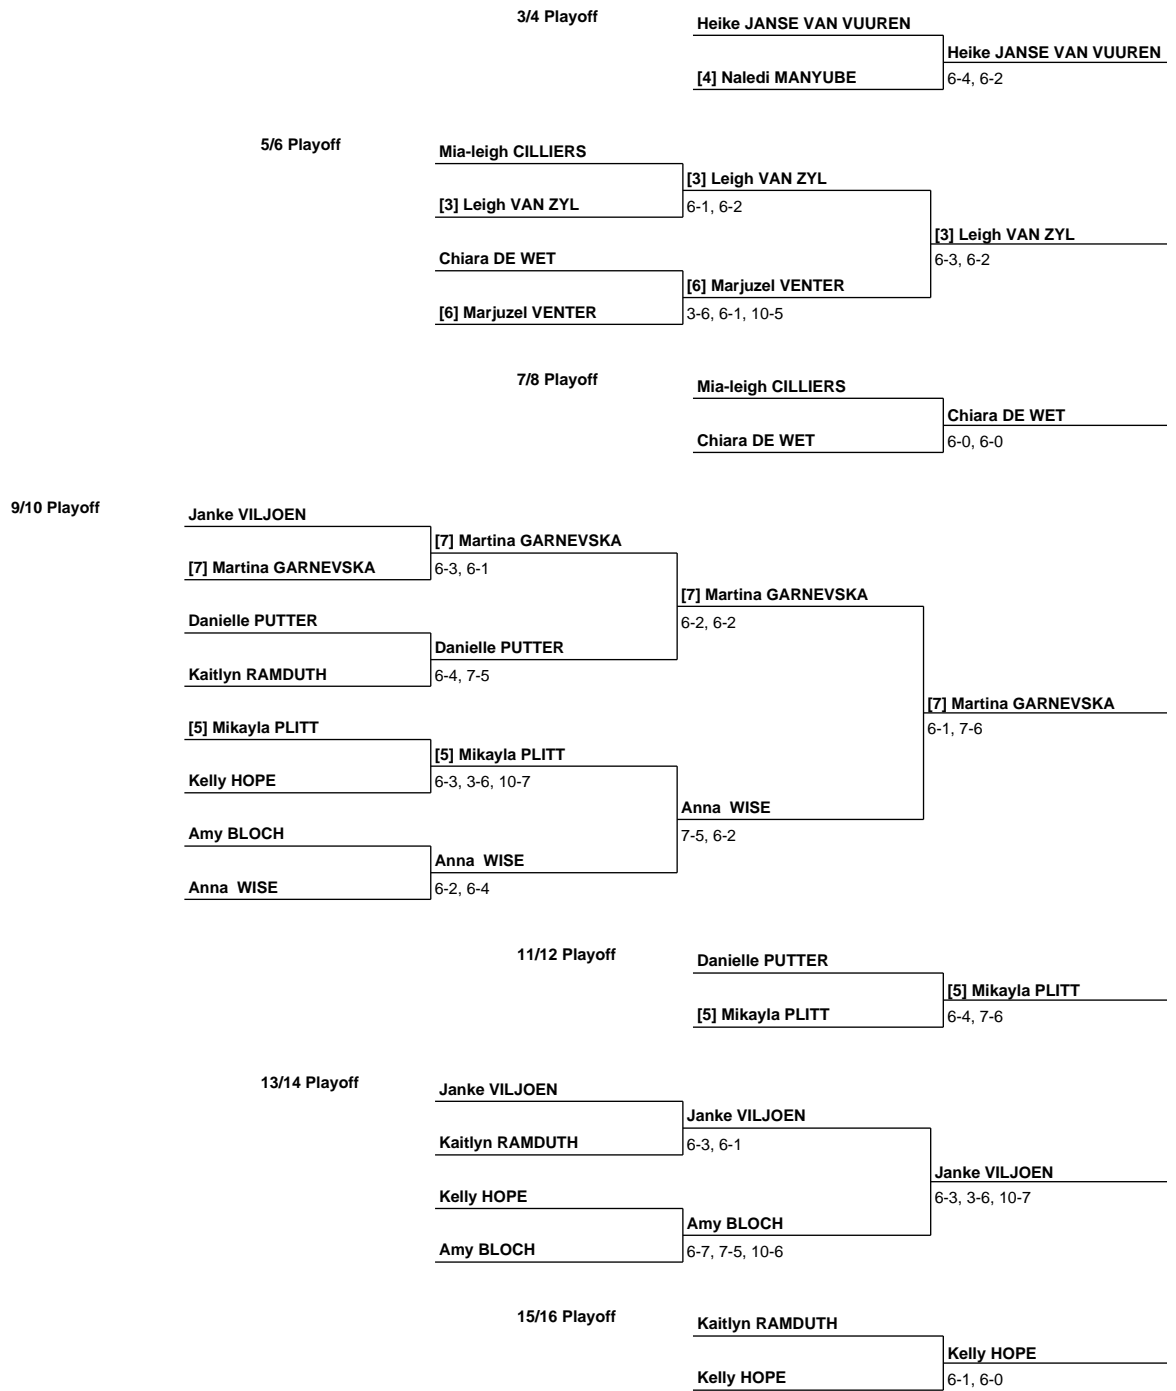 3/4 Playoff
Heike JANSE VAN VUUREN
Heike JANSE VAN VUUREN
[4] Naledi MANYUBE
6-4, 6-2
5/6 Playoff
Mia-leigh CILLIERS
[3] Leigh VAN ZYL
[3] Leigh VAN ZYL
6-1, 6-2
[3] Leigh VAN ZYL
Chiara DE WET
6-3, 6-2
[6] Marjuzel VENTER
[6] Marjuzel VENTER
3-6, 6-1, 10-5
7/8 Playoff
Mia-leigh CILLIERS
Chiara DE WET
Chiara DE WET
6-0, 6-0
9/10 Playoff
Janke VILJOEN
[7] Martina GARNEVSKA
[7] Martina GARNEVSKA
6-3, 6-1
[7] Martina GARNEVSKA
Danielle PUTTER
6-2, 6-2
Danielle PUTTER
Kaitlyn RAMDUTH
6-4, 7-5
[7] Martina GARNEVSKA
[5] Mikayla PLITT
6-1, 7-6
[5] Mikayla PLITT
Kelly HOPE
6-3, 3-6, 10-7
Anna  WISE
Amy BLOCH
7-5, 6-2
Anna  WISE
Anna  WISE
6-2, 6-4
11/12 Playoff
Danielle PUTTER
[5] Mikayla PLITT
[5] Mikayla PLITT
6-4, 7-6
13/14 Playoff
Janke VILJOEN
Janke VILJOEN
Kaitlyn RAMDUTH
6-3, 6-1
Janke VILJOEN
Kelly HOPE
6-3, 3-6, 10-7
Amy BLOCH
Amy BLOCH
6-7, 7-5, 10-6
15/16 Playoff
Kaitlyn RAMDUTH
Kelly HOPE
Kelly HOPE
6-1, 6-0